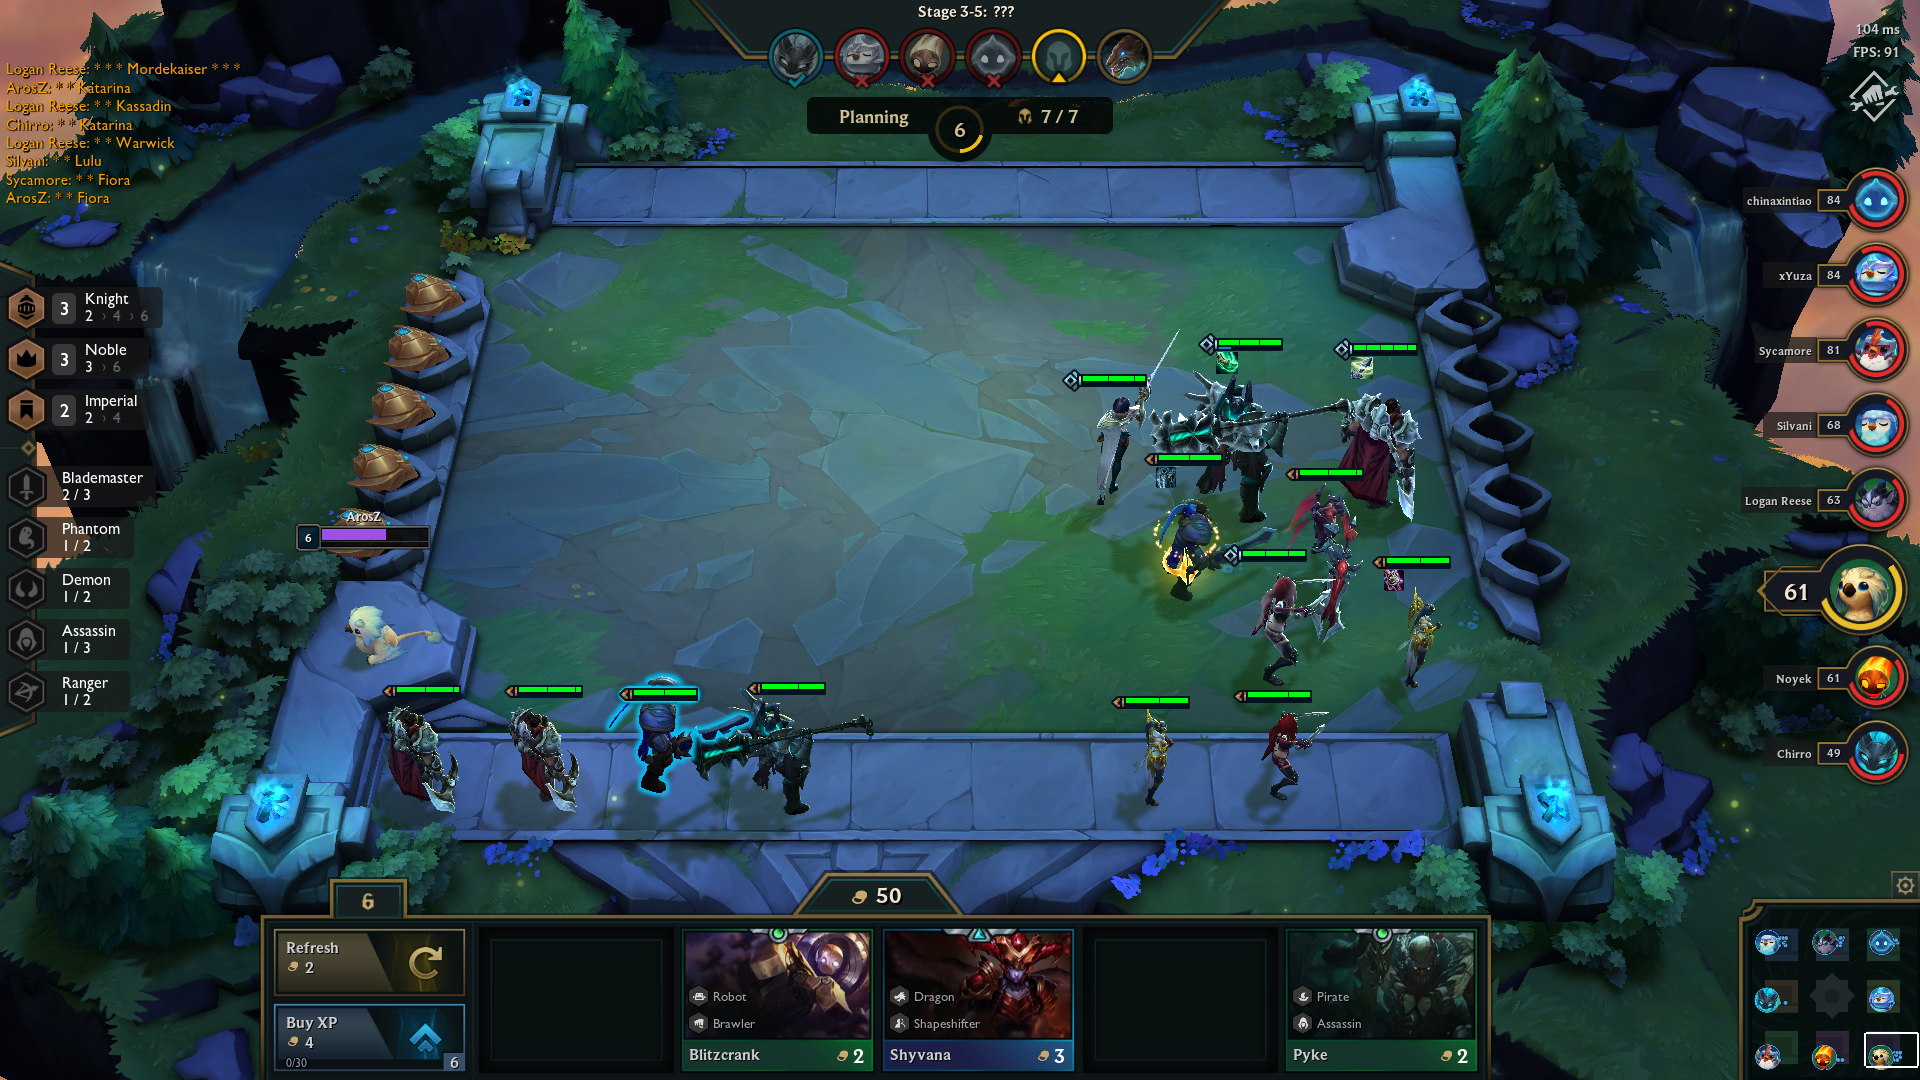 Stage 3-5: ???
104 ms
FPS: 91
Logan Reese: * * * Mordekaiser * * *
ArosZ: * * Katarina
Logan Reese: * * Kassadin
Chirro: * * Katarina
Logan Reese: * * Warwick
Silvani: * * Lulu
Sycamore: * * Fiora
ArosZ: * * Fiora
Planning
6
7 / 7
3 Knight
2 › 4 › 6
3 Noble
3 › 6
2 Imperial
2 › 4
Blademaster
2 / 3
Phantom
1 / 2
Demon
1 / 2
Assassin
1 / 3
Ranger
1 / 2
chinaxintiao 84
xYuza 84
Sycamore 81
Silvani 68
Logan Reese 63
61
Noyek 61
Chirro 49
ArosZ
6
6
50
Refresh
2
Buy XP
4
0/30
6
Robot
Brawler
Blitzcrank 2
Dragon
Shapeshifter
Shyvana 3
Pirate
Assassin
Pyke 2